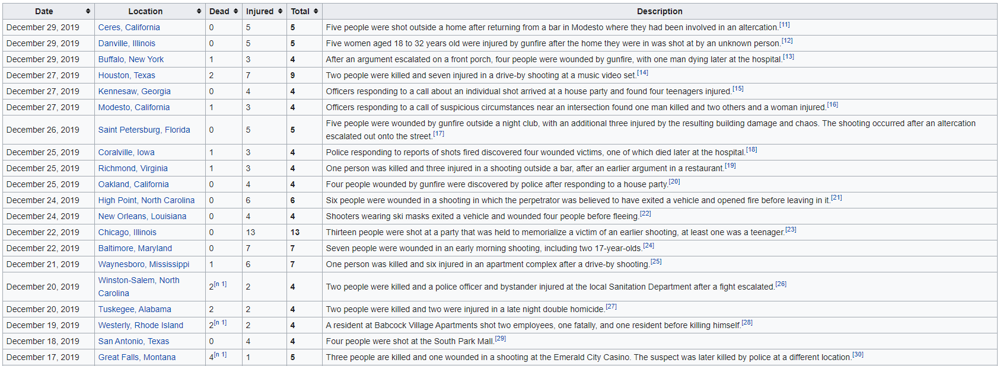 Date Location Dead Injured Total Description
December 29, 2019 Ceres, California 0 5 5 Five people were shot outside a home after returning from a bar in Modesto where they had been involved in an altercation.[11]
December 29, 2019 Danville, Illinois 0 5 5 Five women aged 18 to 32 years old were injured by gunfire after the home they were in was shot at by an unknown person.[12]
December 29, 2019 Buffalo, New York 1 3 4 After an argument escalated on a front porch, four people were wounded by gunfire, with one man dying later at the hospital.[13]
December 27, 2019 Houston, Texas 2 7 9 Two people were killed and seven injured in a drive-by shooting at a music video set.[14]
December 27, 2019 Kennesaw, Georgia 0 4 4 Officers responding to a call about an individual shot arrived at a house party and found four teenagers injured.[15]
December 27, 2019 Modesto, California 1 3 4 Officers responding to a call of suspicious circumstances near an intersection found one man killed and two others and a woman injured.[16]
December 26, 2019 Saint Petersburg, Florida 0 5 5 Five people were wounded by gunfire outside a night club, with an additional three injured by the resulting building damage and chaos. The shooting occurred after an altercation
escalated out onto the street.[17]
December 25, 2019 Coralville, Iowa 1 3 4 Police responding to reports of shots fired discovered four wounded victims, one of which died later at the hospital.[18]
December 25, 2019 Richmond, Virginia 1 3 4 One person was killed and three injured in a shooting outside a bar, after an earlier argument in a restaurant.[19]
December 25, 2019 Oakland, California 0 4 4 Four people wounded by gunfire were discovered by police after responding to a house party.[20]
December 24, 2019 High Point, North Carolina 0 6 6 Six people were wounded in a shooting in which the perpetrator was believed to have exited a vehicle and opened fire before leaving in it.[21]
December 24, 2019 New Orleans, Louisiana 0 4 4 Shooters wearing ski masks exited a vehicle and wounded four people before fleeing.[22]
December 22, 2019 Chicago, Illinois 0 13 13 Thirteen people were shot at a party that was held to memorialize a victim of an earlier shooting, at least one was a teenager.[23]
December 22, 2019 Baltimore, Maryland 0 7 7 Seven people were wounded in an early morning shooting, including two 17-year-olds.[24]
December 21, 2019 Waynesboro, Mississippi 1 6 7 One person was killed and six injured in an apartment complex after a drive-by shooting.[25]
December 20, 2019 Winston-Salem, North
Carolina 2[n 1] 2 4 Two people were killed and a police officer and bystander injured at the local Sanitation Department after a fight escalated.[26]
December 20, 2019 Tuskegee, Alabama 2 2 4 Two people were killed and two were injured in a late night double homicide.[27]
December 19, 2019 Westerly, Rhode Island 2[n 1] 2 4 A resident at Babcock Village Apartments shot two employees, one fatally, and one resident before killing himself.[28]
December 18, 2019 San Antonio, Texas 0 4 4 Four people were shot at the South Park Mall.[29]
December 17, 2019 Great Falls, Montana 4[n 1] 1 5 Three people are killed and one wounded in a shooting at the Emerald City Casino. The suspect was later killed by police at a different location.[30]